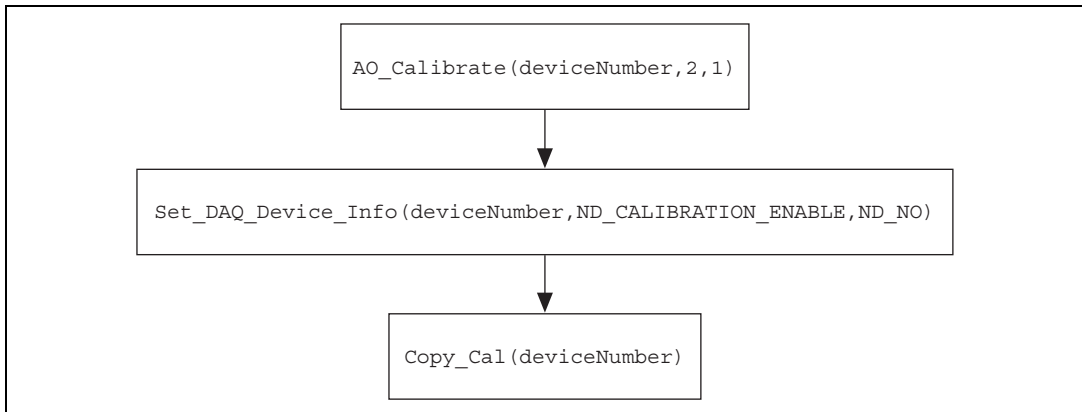 AO_Calibrate(deviceNumber,2,1)
Set_DAQ_Device_Info(deviceNumber,ND_CALIBRATION_ENABLE,ND_NO)
Copy_Cal(deviceNumber)